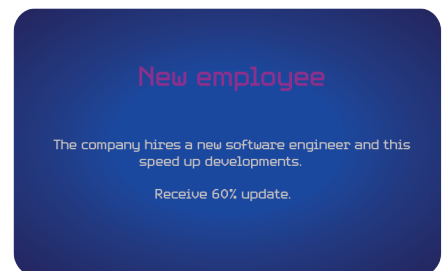 New employee
The company hires a new software engineer and this
speed up developments.
Receive 60% update.